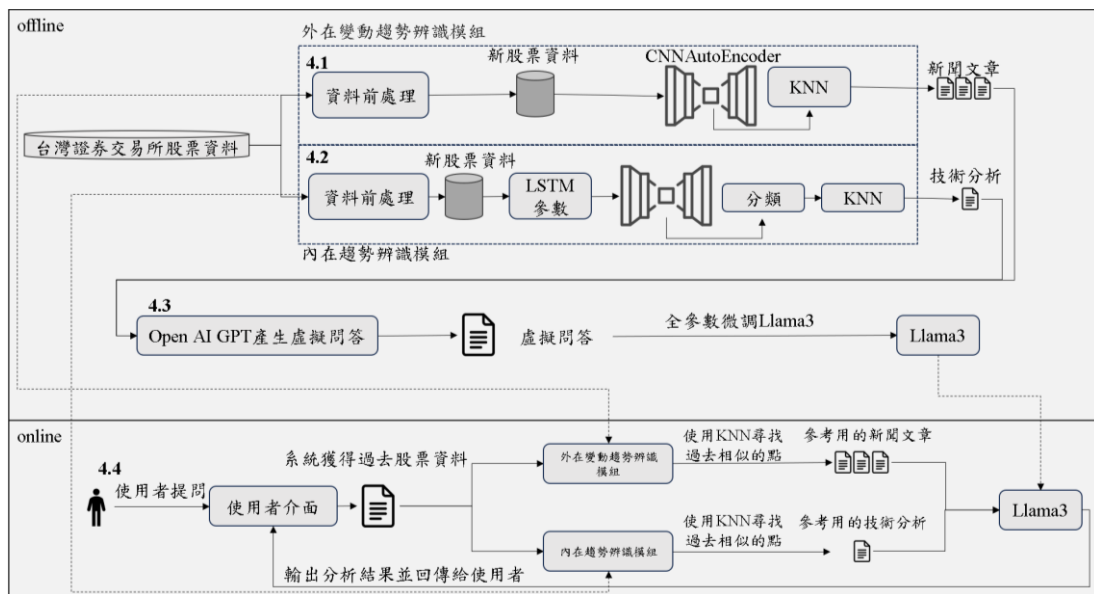 offline
外在變動趨勢辨識模組
4.1
資料前處理
新股票資料
CNNAutoEncoder
KNN
新聞文章
台灣證券交易所股票資料
4.2
資料前處理
新股票資料
LSTM
參數
分類
KNN
技術分析
內在趨勢辨識模組
4.3
Open AI GPT產生虛擬問答
虛擬問答
全參數微調Llama3
Llama3
online
4.4
使用者提問
使用者介面
系統獲得過去股票資料
外在變動趨勢辨識
模組
使用KNN尋找
過去相似的點
參考用的新聞文章
內在趨勢辨識模組
使用KNN尋找
過去相似的點
參考用的技術分析
Llama3
輸出分析結果並回傳給使用者